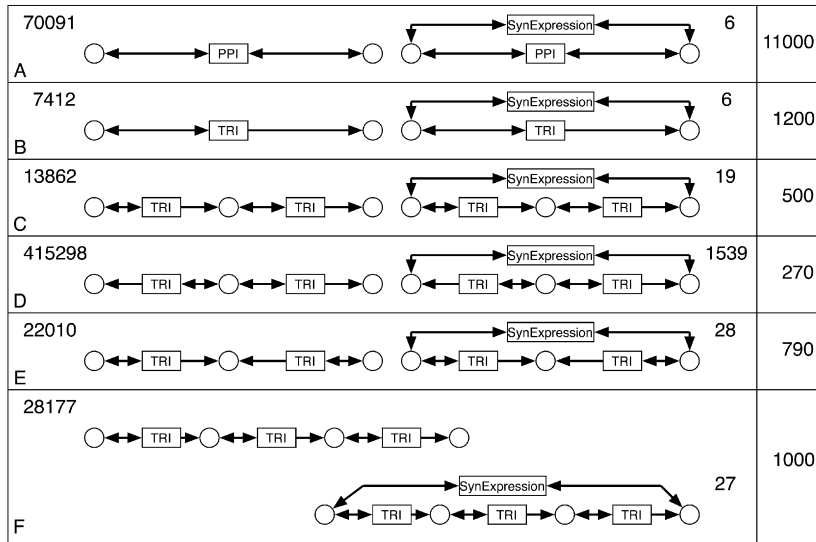 70091 SynExpression 6
PPI PPI 11000
A
7412 SynExpression 6
TRI TRI 1200
B
13862 SynExpression 19
TRI TRI TRI TRI 500
C
415298 SynExpression 1539
TRI TRI TRI TRI 270
D
22010 SynExpression 28
TRI TRI TRI TRI 790
E
28177
TRI TRI TRI
1000
SynExpression 27
TRI TRI TRI
F